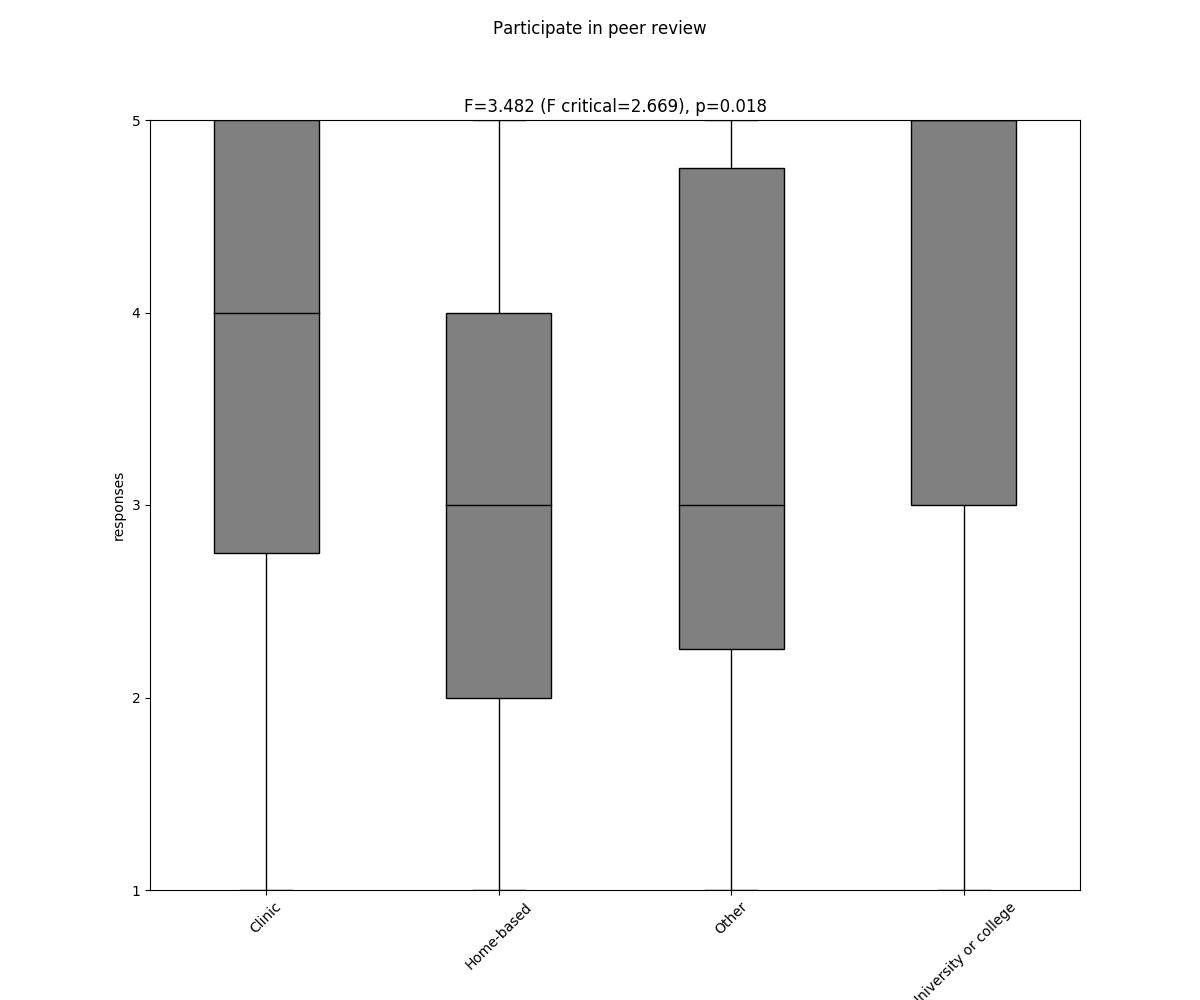 Participate in peer review
F=3.482 (F critical=2.669), p=0.018
5
4
3
2
1
responses
Clinic
Home-based
Other
or college